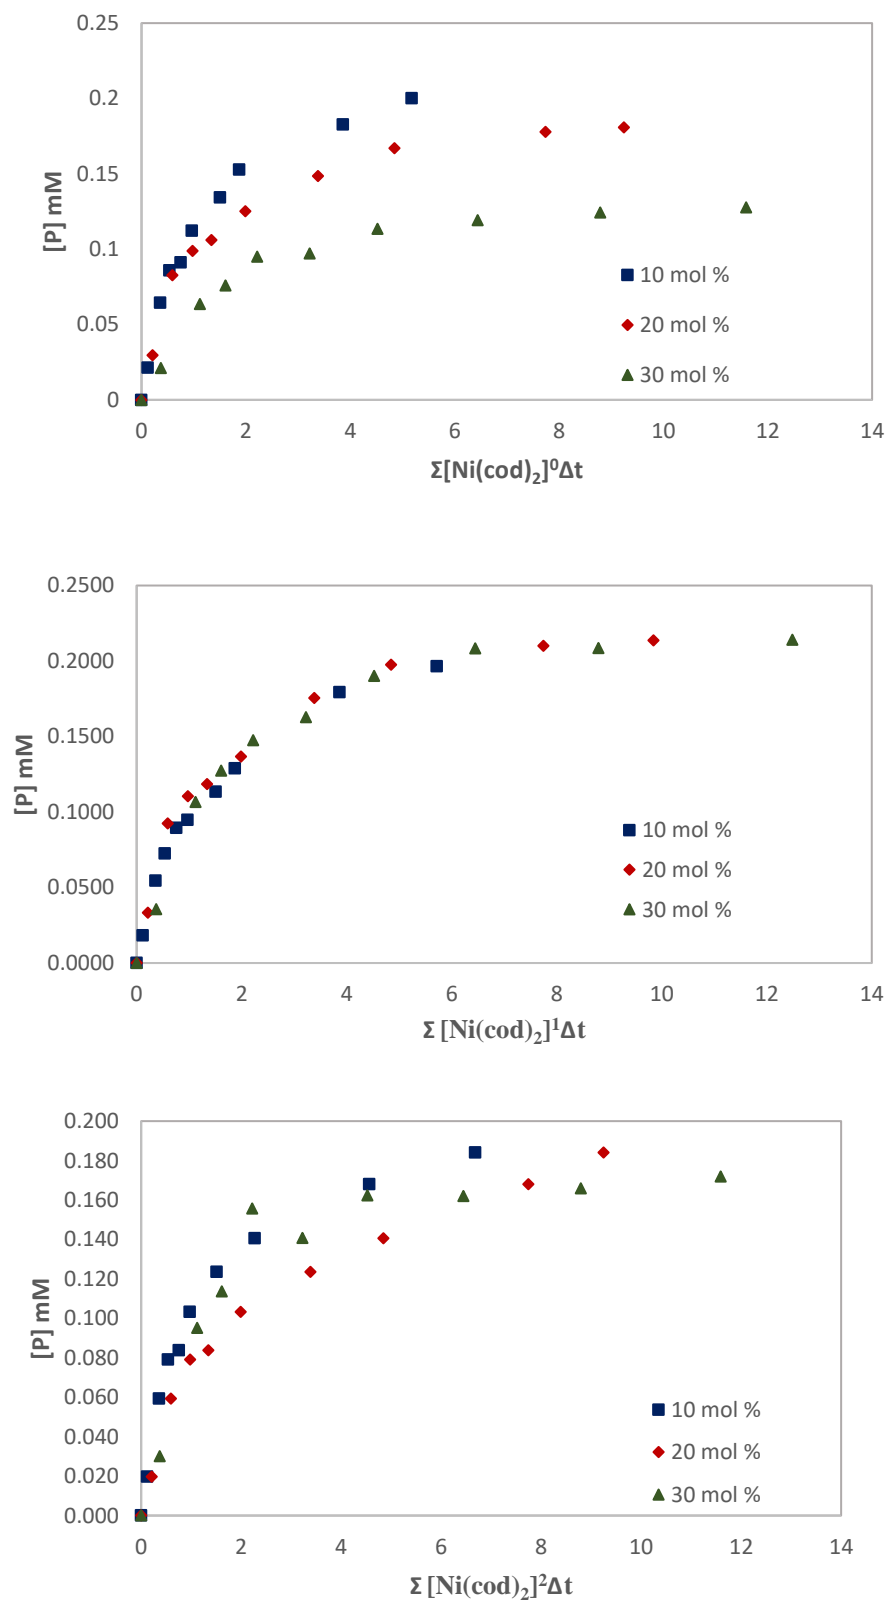 0.25
0.2
0.15
0.1
0.05
0
[P] mM
10 mol %
20 mol %
30 mol %
0 2 4 6 8 10 12 14
Σ[Ni(cod)₂]⁰Δt
0.2500
0.2000
0.1500
0.1000
0.0500
0.0000
[P] mM
10 mol %
20 mol %
30 mol %
0 2 4 6 8 10 12 14
Σ [Ni(cod)₂]¹Δt
0.200
0.180
0.160
0.140
0.120
0.100
0.080
0.060
0.040
0.020
0.000
[P] mM
10 mol %
20 mol %
30 mol %
0 2 4 6 8 10 12 14
Σ [Ni(cod)₂]²Δt